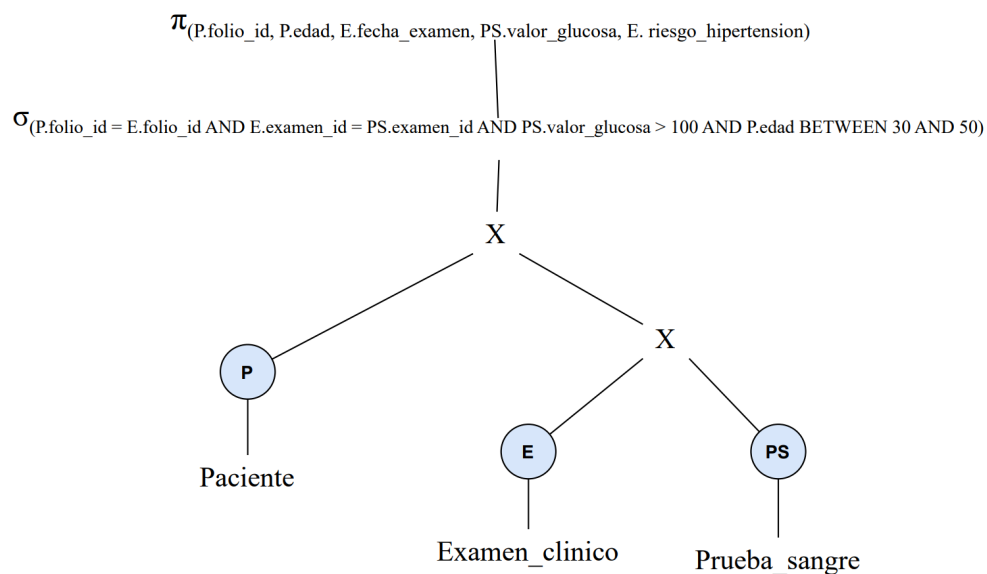 π(P.folio_id, P.edad, E.fecha_examen, PS.valor_glucosa, E. riesgo_hipertension)
σ(P.folio_id = E.folio_id AND E.examen_id = PS.examen_id AND PS.valor_glucosa > 100 AND P.edad BETWEEN 30 AND 50)
X
X
P
E
PS
Paciente
Examen_clinico
Prueba_sangre